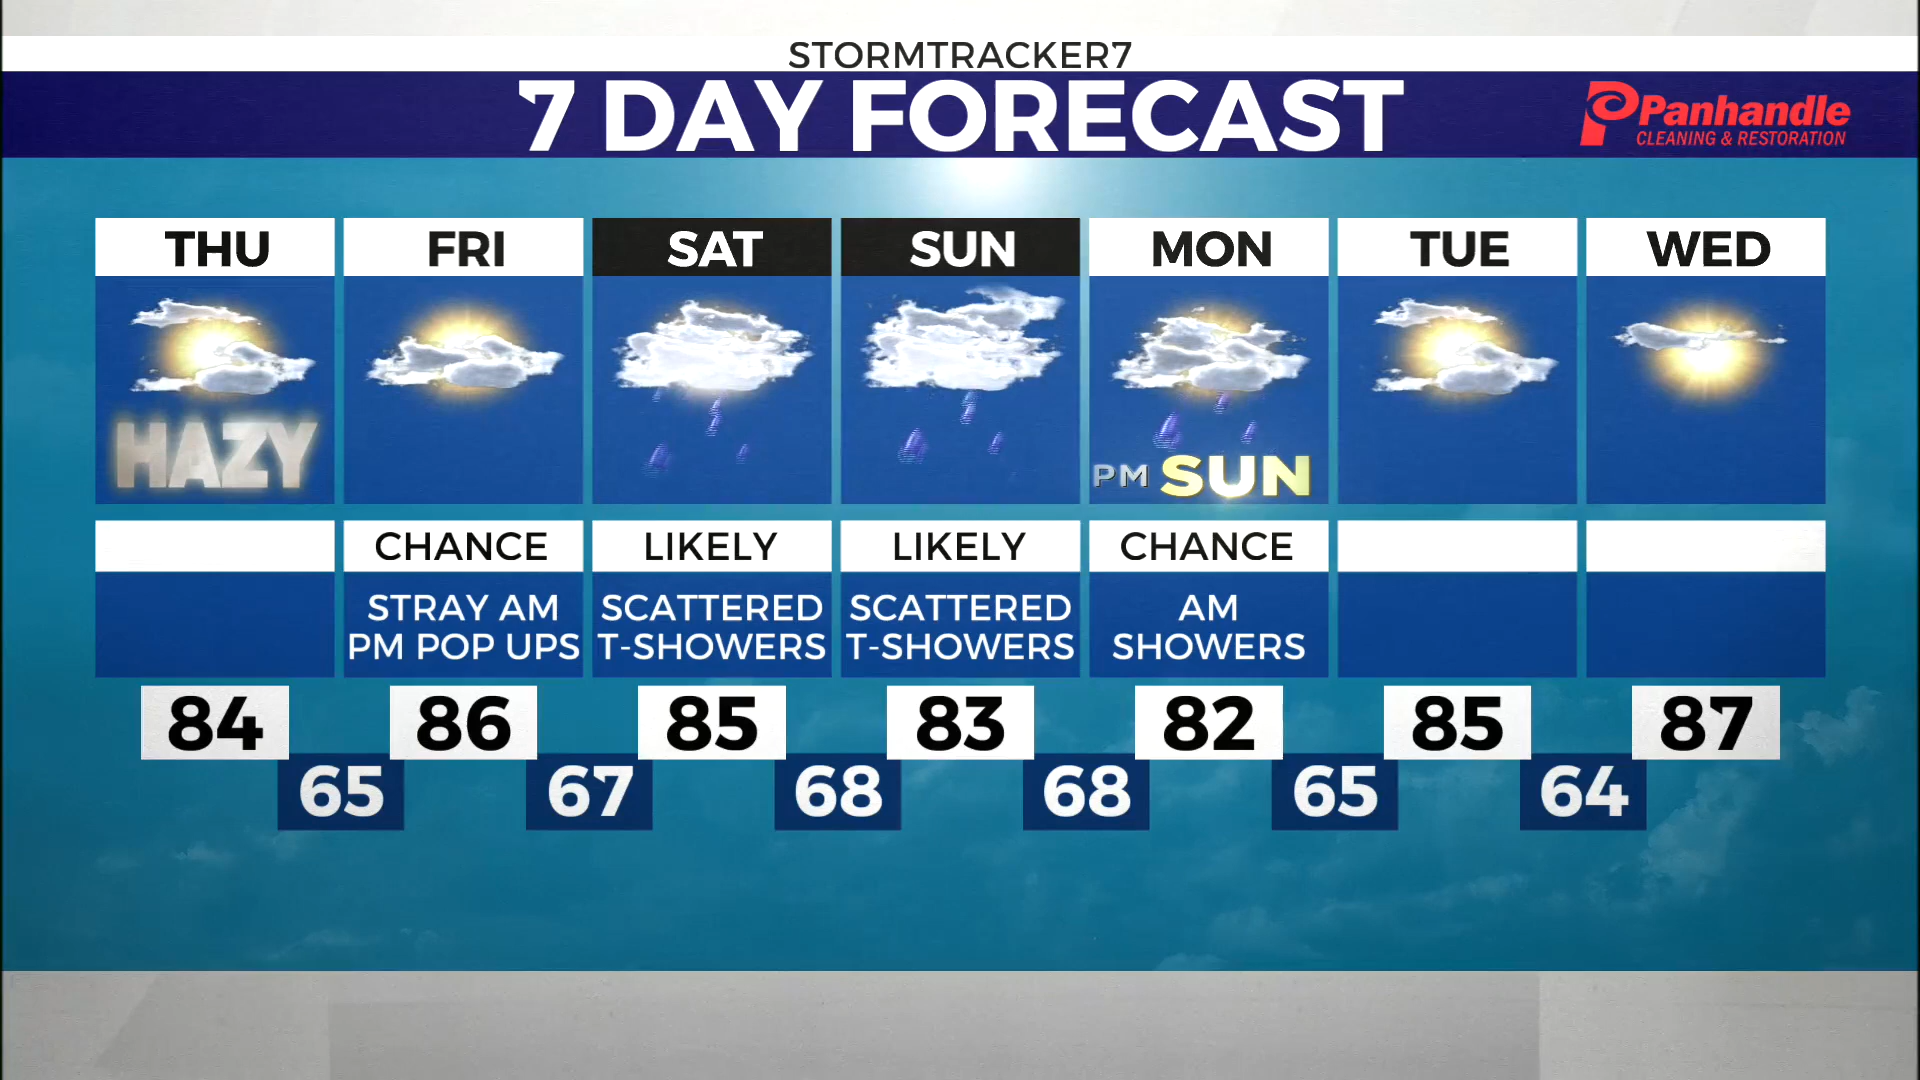 STORMTRACKER7
7 DAY FORECAST
Panhandle
CLEANING & RESTORATION
THU
FRI
SAT
SUN
MON
TUE
WED
HAZY
PM SUN
CHANCE
LIKELY
LIKELY
CHANCE
STRAY AM
PM POP UPS
SCATTERED
T-SHOWERS
SCATTERED
T-SHOWERS
AM
SHOWERS
84
86
85
83
82
85
87
65
67
68
68
65
64